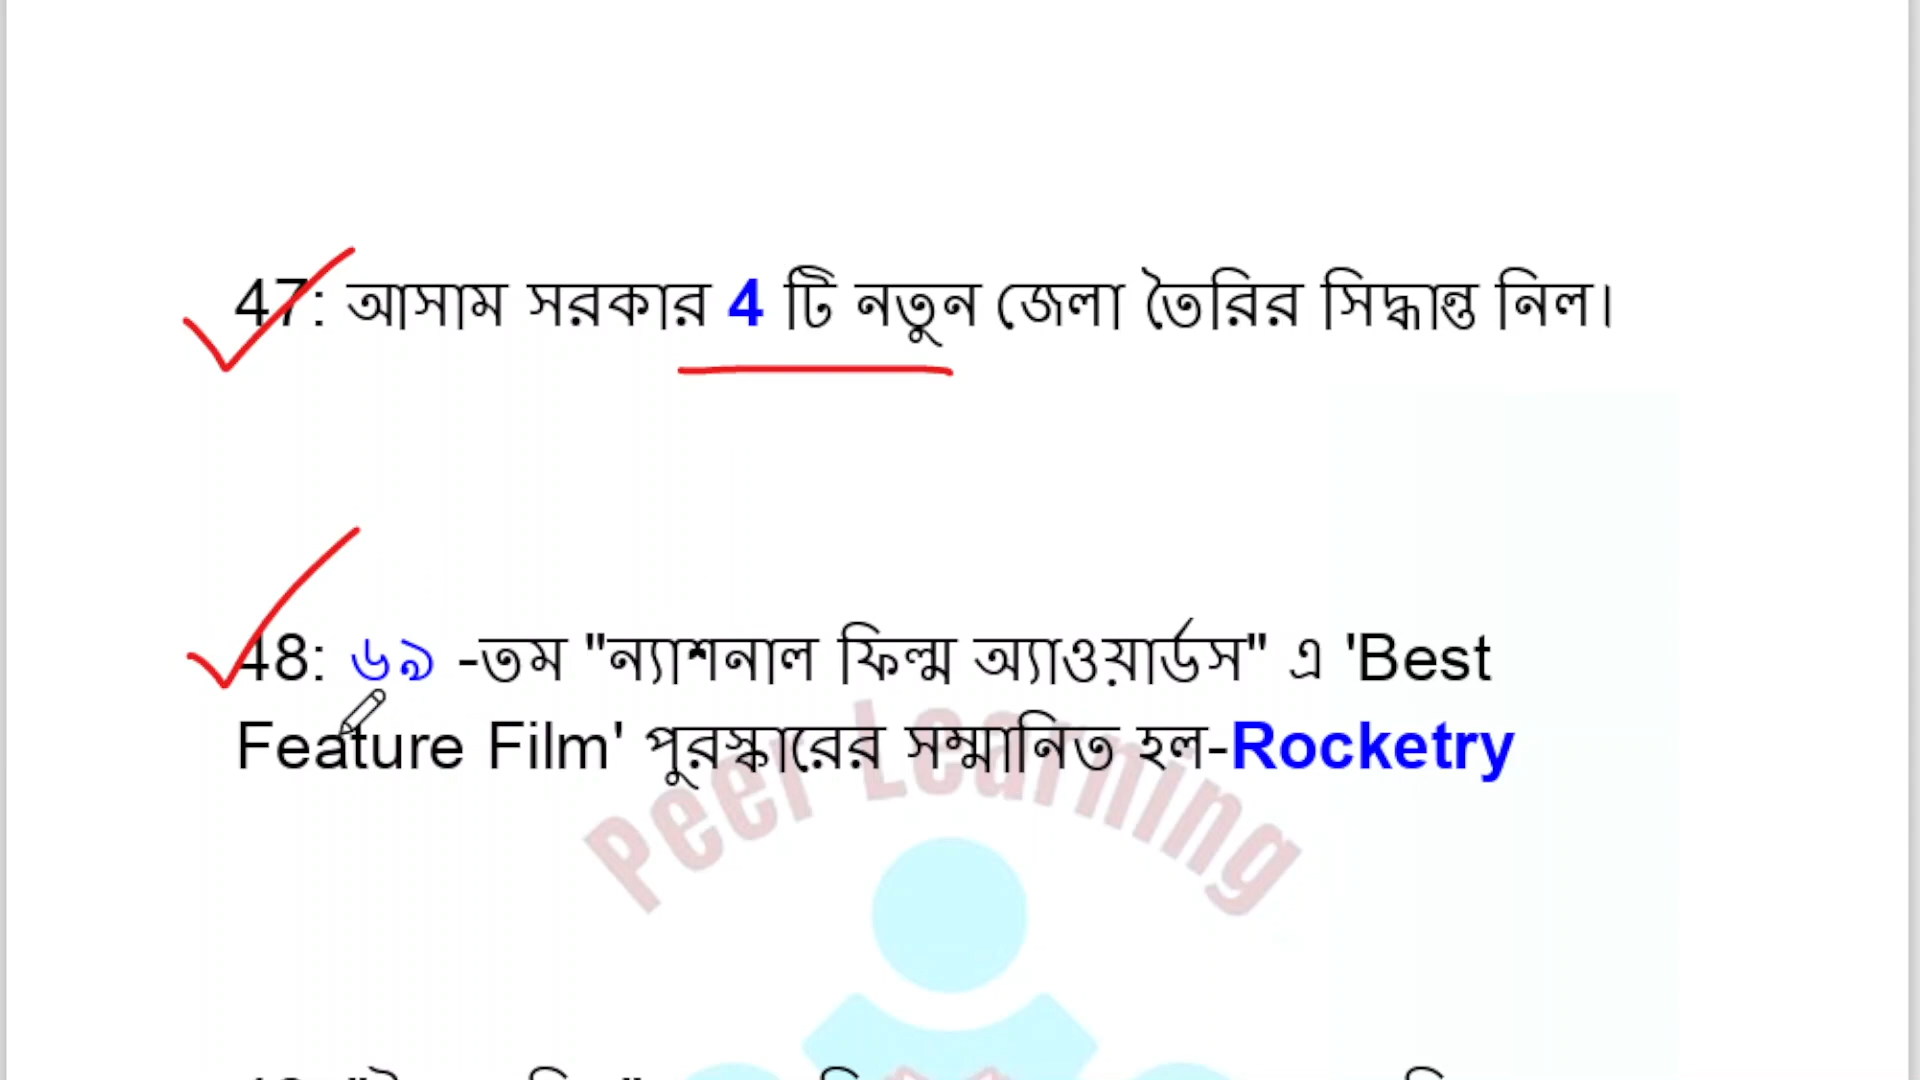 47: আসাম সরকার 4 টি নতুন জেলা তৈরির সিদ্ধান্ত নিল।
48: ৬৯ -তম "ন্যাশনাল ফিল্ম অ্যাওয়ার্ডস" এ 'Best
Feature Film' পুরস্কারের সম্মানিত হল-Rocketry
Peer Learning